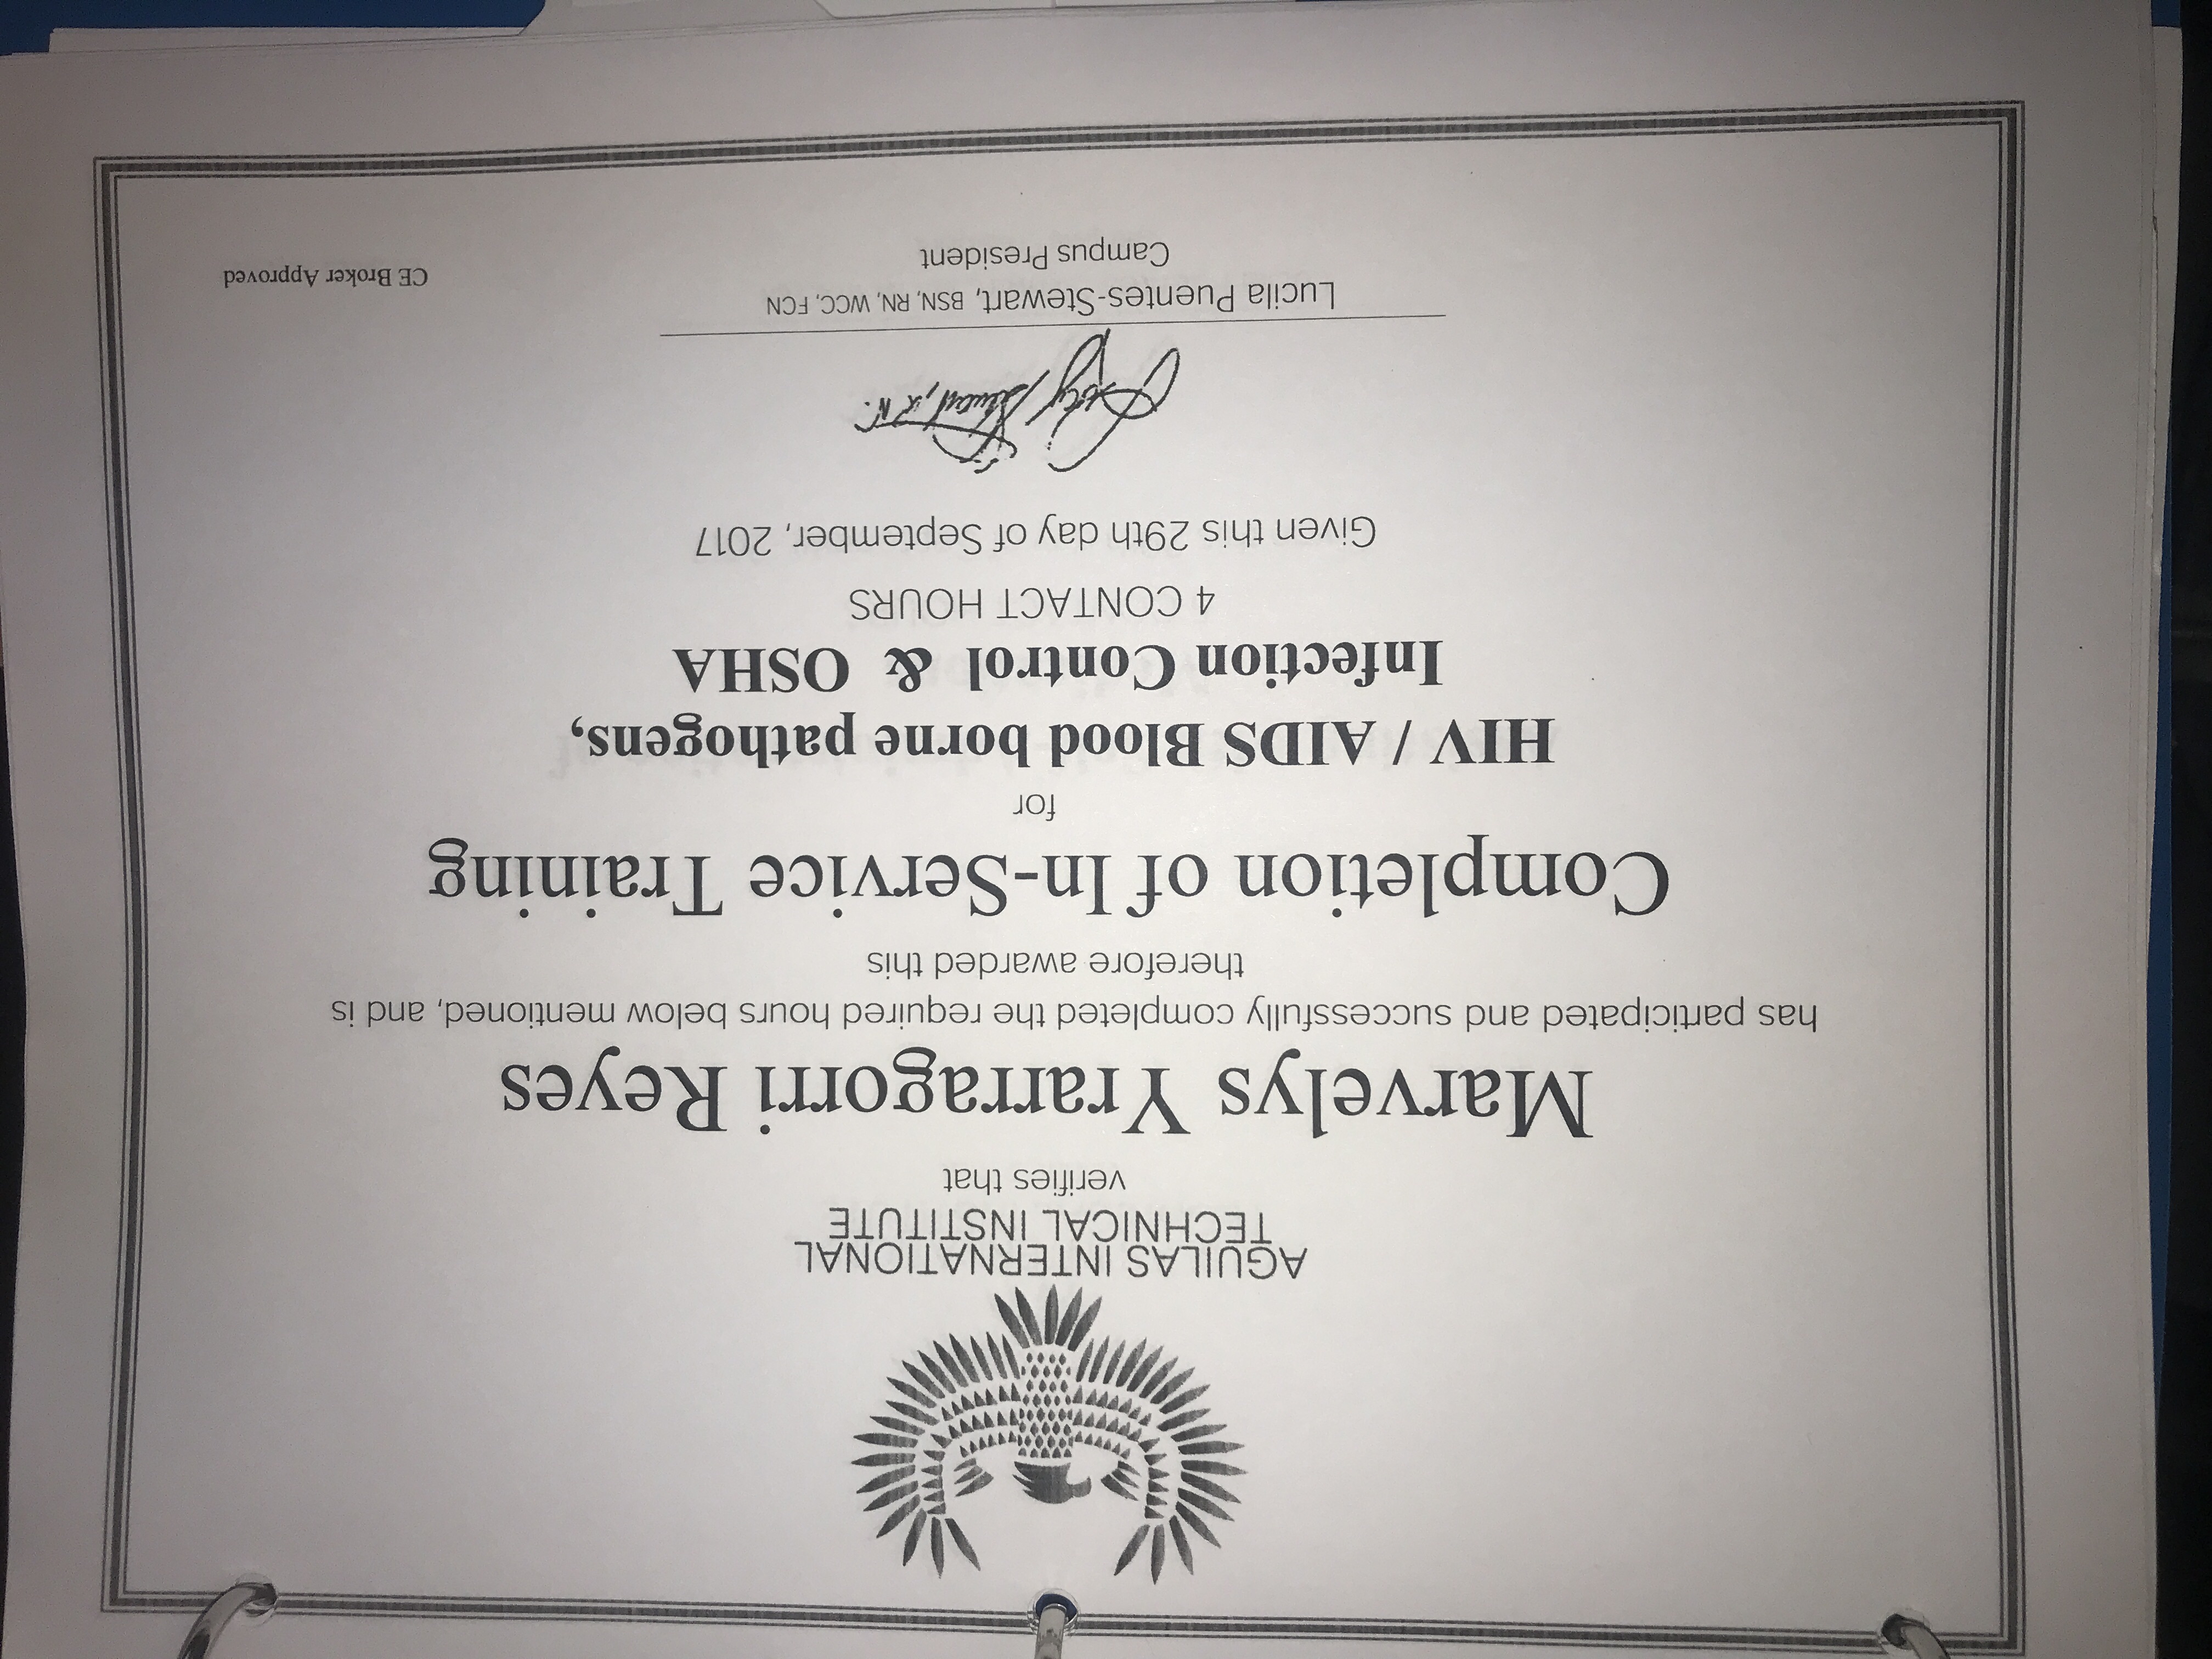 AGUILAS INTERNATIONAL
TECHNICAL INSTITUTE
verifies that
Marvelys Yrarragorri Reyes
has participated and successfully completed the required hours below mentioned, and is
therefore awarded this
Completion of In-Service Training
for
HIV / AIDS Blood borne pathogens,
Infection Control & OSHA
4 CONTACT HOURS
Given this 29th day of September, 2017
Lucila Puentes-Stewart, BSN, RN, WCC, FCN
Campus President
CE Broker Approved